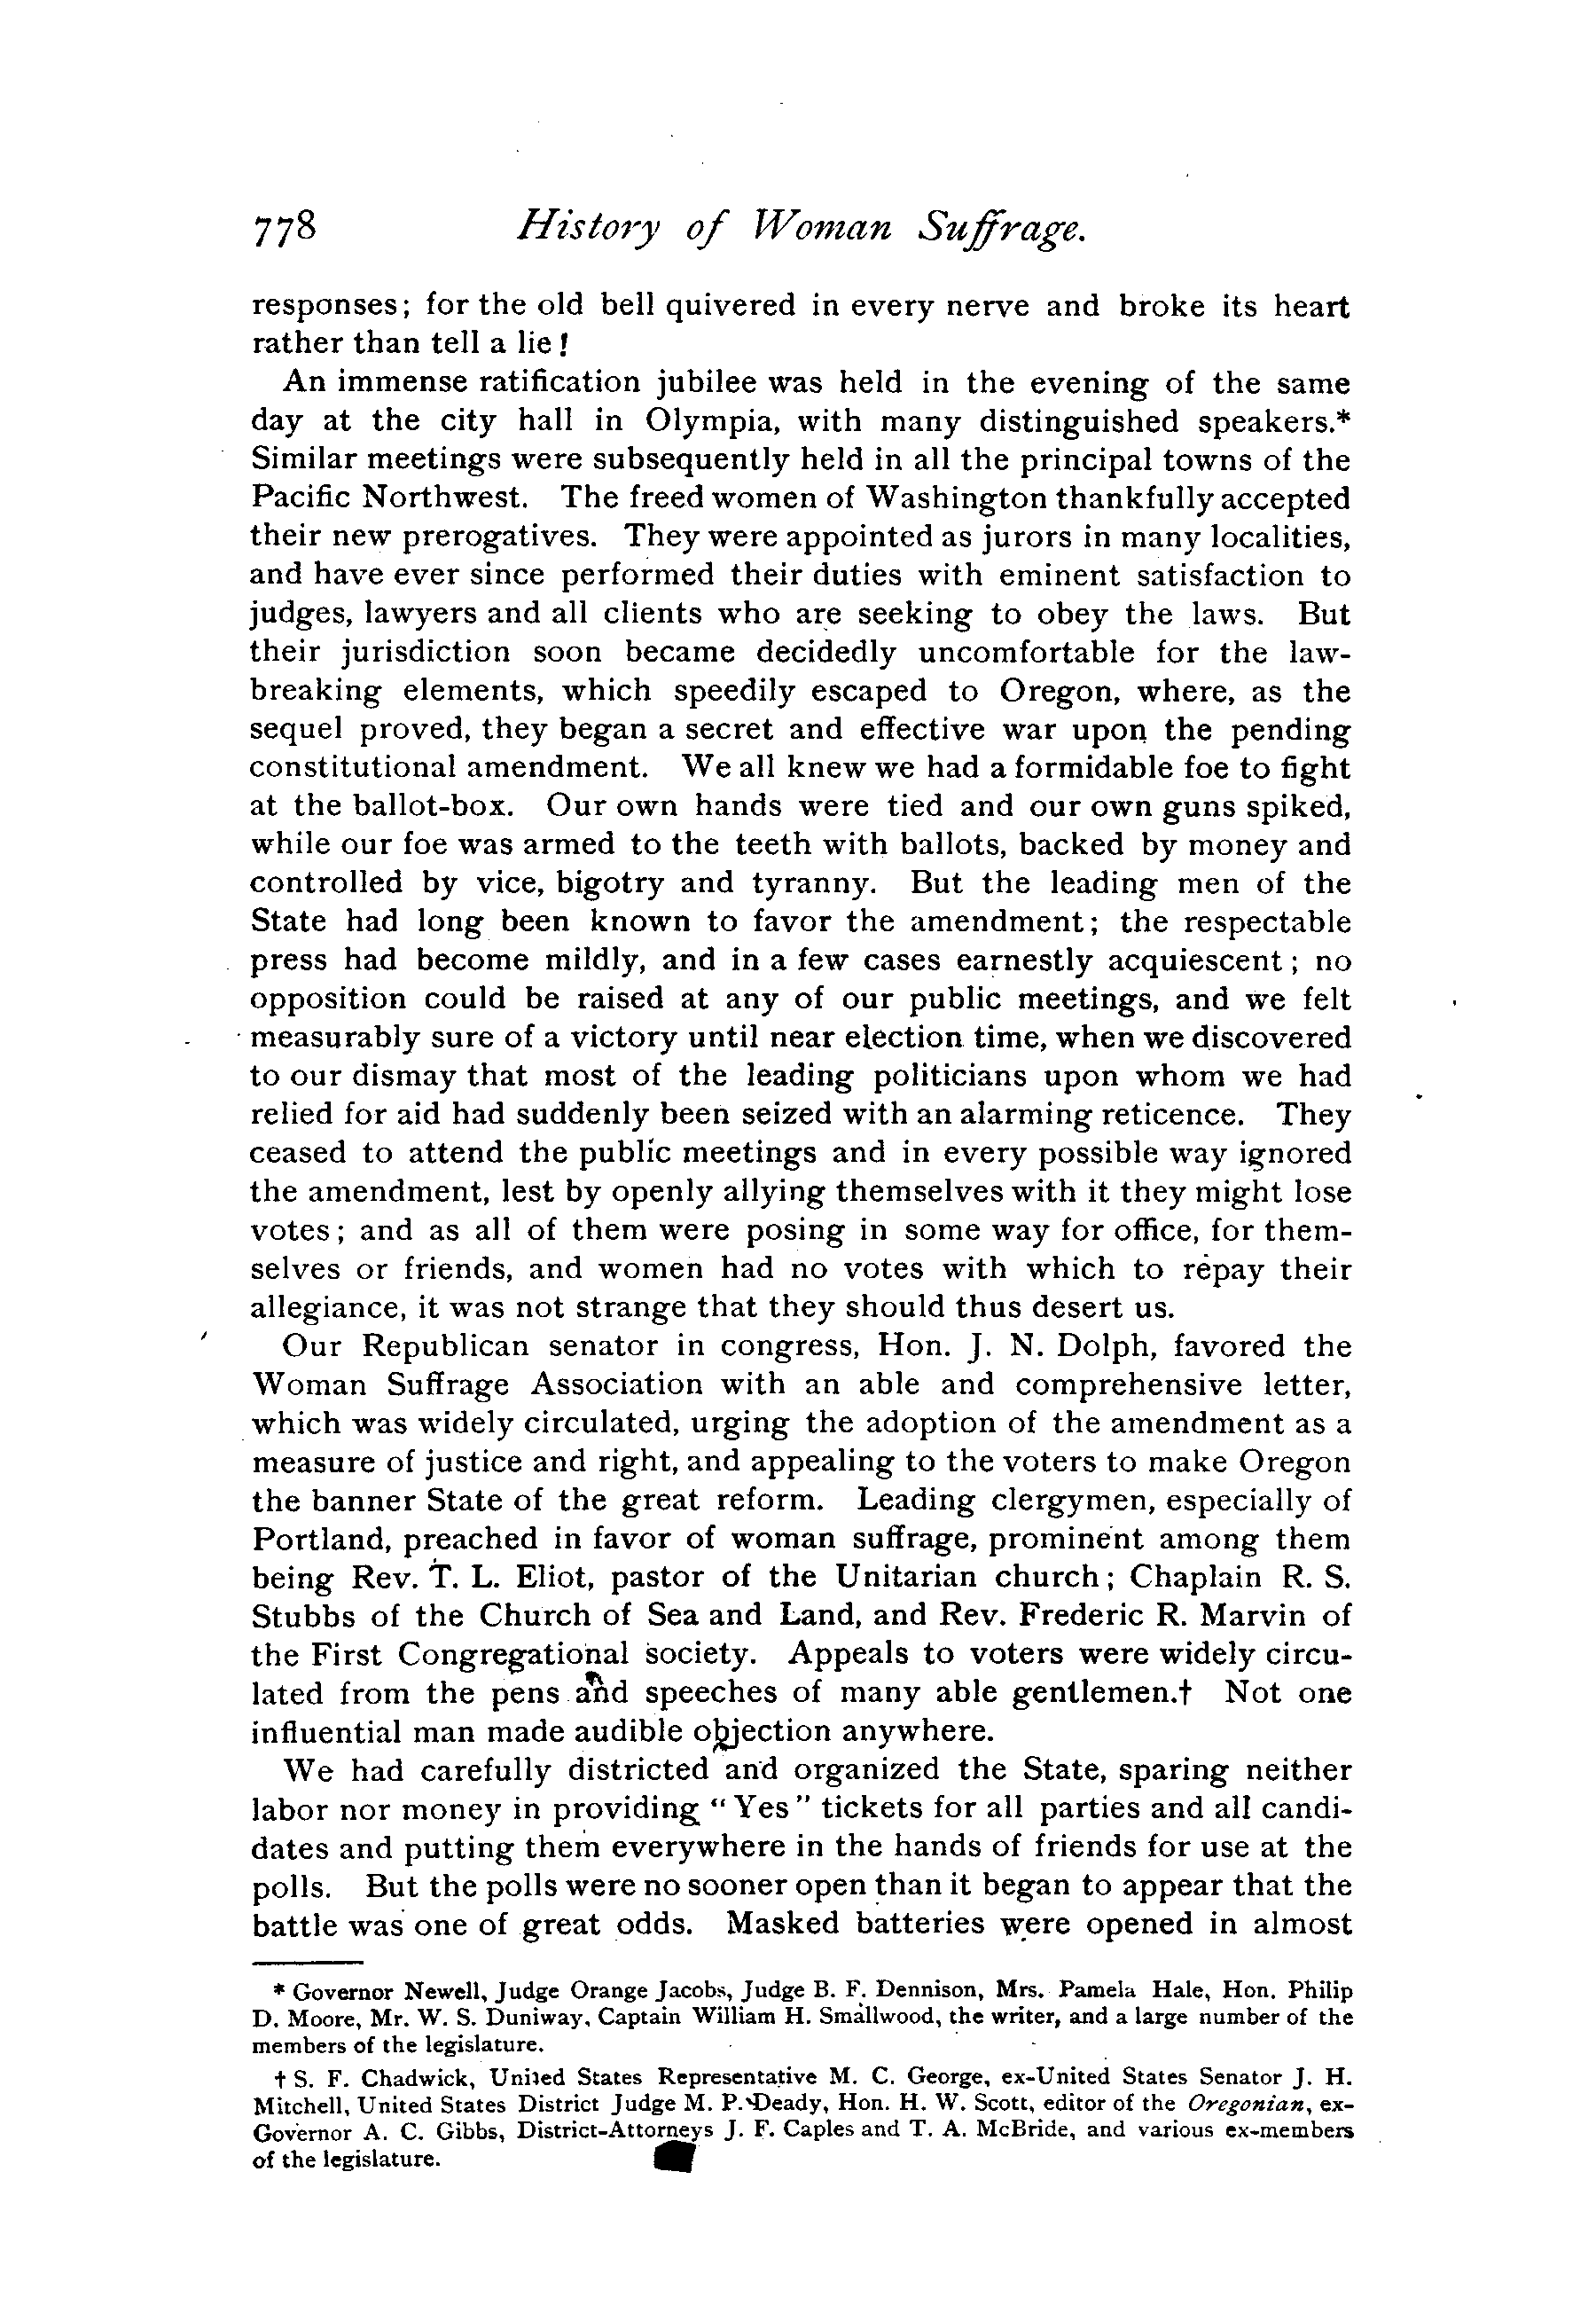 778 History of Woman Suffrage.
responses; for the old bell quivered in every nerve and broke its heart
rather than tell a lie!
An immense ratification jubilee was held in the evening of the same
day at the city hall in Olympia, with many distinguished speakers.*
Similar meetings were subsequently held in all the principal towns of the
Pacific Northwest. The freed women of Washington thankfully accepted
their new prerogatives. They were appointed as jurors in many localities,
and have ever since performed their duties with eminent satisfaction to
judges, lawyers and all clients who are seeking to obey the laws. But
their jurisdiction soon became decidedly uncomfortable for the law-
breaking elements, which speedily escaped to Oregon, where, as the
sequel proved, they began a secret and effective war upon the pending
constitutional amendment. We all knew we had a formidable foe to fight
at the ballot-box. Our own hands were tied and our own guns spiked,
while our foe was armed to the teeth with ballots, backed by money and
controlled by vice, bigotry and tyranny. But the leading men of the
State had long been known to favor the amendment; the respectable
press had become mildly, and in a few cases earnestly acquiescent; no
opposition could be raised at any of our public meetings, and we felt
measurably sure of a victory until near election time, when we discovered
to our dismay that most of the leading politicians upon whom we had
relied for aid had suddenly been seized with an alarming reticence. They
ceased to attend the public meetings and in every possible way ignored
the amendment, lest by openly allying themselves with it they might lose
votes; and as all of them were posing in some way for office, for them-
selves or friends, and women had no votes with which to repay their
allegiance, it was not strange that they should thus desert us.
Our Republican senator in congress, Hon. J. N. Dolph, favored the
Woman Suffrage Association with an able and comprehensive letter,
which was widely circulated, urging the adoption of the amendment as a
measure of justice and right, and appealing to the voters to make Oregon
the banner State of the great reform. Leading clergymen, especially of
Portland, preached in favor of woman suffrage, prominent among them
being Rev. T. L. Eliot, pastor of the Unitarian church; Chaplain R. S.
Stubbs of the Church of Sea and Land, and Rev. Frederic R. Marvin of
the First Congregational society. Appeals to voters were widely circu-
lated from the pens and speeches of many able gentlemen.† Not one
influential man made audible objection anywhere.
We had carefully districted and organized the State, sparing neither
labor nor money in providing "Yes" tickets for all parties and all candi-
dates and putting them everywhere in the hands of friends for use at the
polls. But the polls were no sooner open than it began to appear that the
battle was one of great odds. Masked batteries were opened in almost
* Governor Newell, Judge Orange Jacobs, Judge B. F. Dennison, Mrs. Pamela Hale, Hon. Philip
D. Moore, Mr. W. S. Duniway, Captain William H. Smallwood, the writer, and a large number of the
members of the legislature.
† S. F. Chadwick, United States Representative M. C. George, ex-United States Senator J. H.
Mitchell, United States District Judge M. P. Deady, Hon. H. W. Scott, editor of the Oregonian, ex-
Governor A. C. Gibbs, District-Attorneys J. F. Caples and T. A. McBride, and various ex-members
of the legislature.